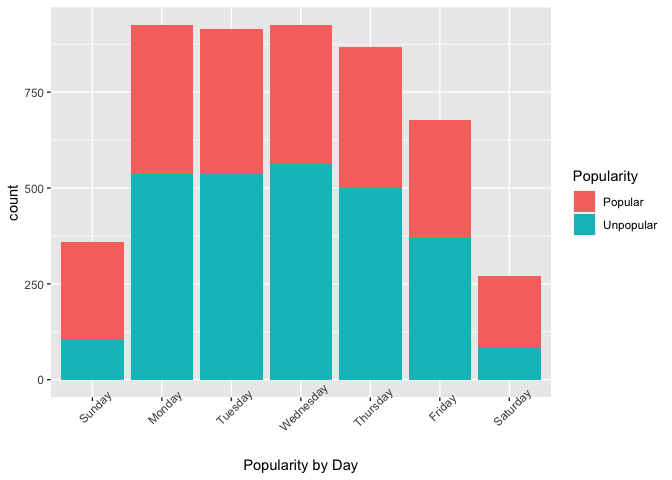 750
500
250
0
count
Sunday
Monday
Tuesday
Wednesday
Thursday
Friday
Saturday
Popularity by Day
Popularity
Popular
Unpopular